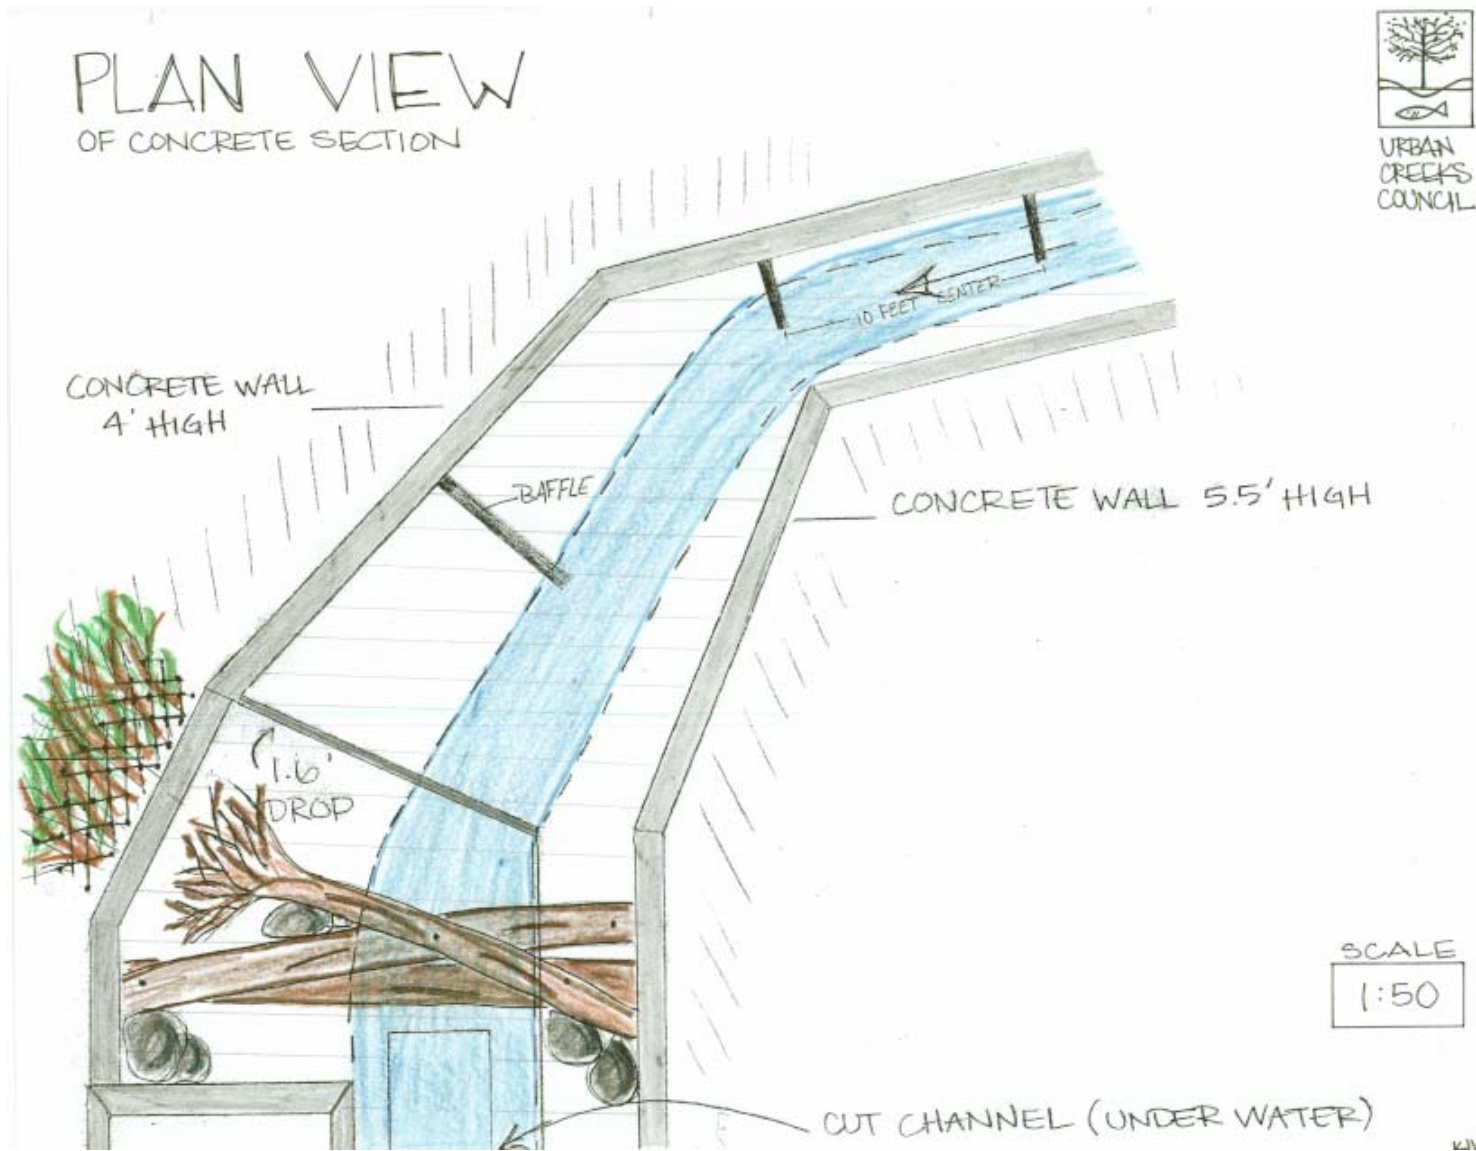 PLAN VIEW
OF CONCRETE SECTION
URBAN
CREEKS
COUNCIL
10 FEET CENTER
CONCRETE WALL
4' HIGH
BAFFLE
CONCRETE WALL 5.5' HIGH
1.6'
DROP
SCALE
1:50
CUT CHANNEL (UNDER WATER)